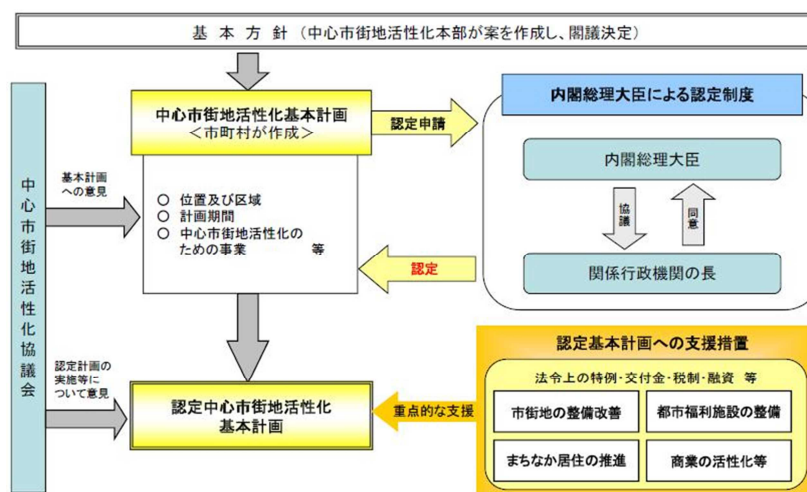 基本方針（中心市街地活性化本部が案を作成し、閣議決定）
中心市街地活性化協議会
基本計画
への意見
認定計画の
実施等に
ついて意見
中心市街地活性化基本計画
＜市町村が作成＞
○ 位置及び区域
○ 計画期間
○ 中心市街地活性化の
ための事業 等
認定申請
認定
内閣総理大臣による認定制度
内閣総理大臣
協議
同意
関係行政機関の長
認定中心市街地活性化
基本計画
重点的な支援
認定基本計画への支援措置
法令上の特例・交付金・税制・融資 等
市街地の整備改善
都市福利施設の整備
まちなか居住の推進
商業の活性化等